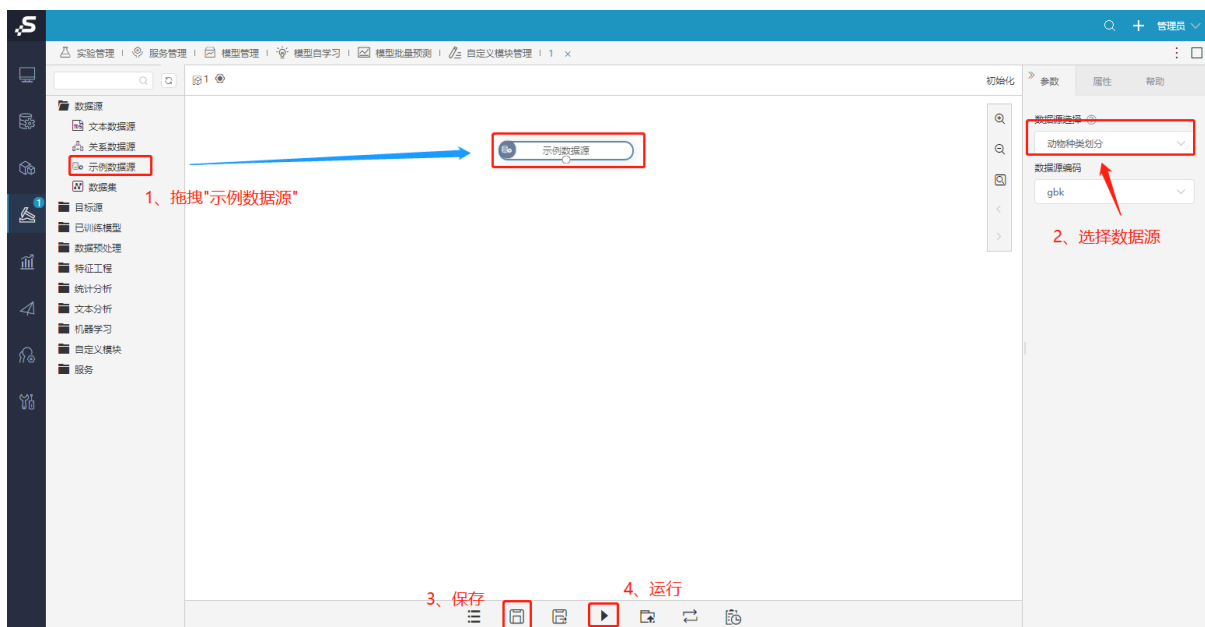 S
管理员
实验管理 | 服务管理 | 模型管理 | 模型自学习 | 模型批量预测 | 自定义模块管理 | 1 ×
1
初始化
参数 属性 帮助
数据源
文本数据源
关系数据源
示例数据源
数据集
目标源
已训练模型
数据预处理
特征工程
统计分析
文本分析
机器学习
自定义模块
服务
1
示例数据源
1、拖拽"示例数据源"
数据源选择
动物种类划分
数据源编码
gbk
2、选择数据源
3、保存
4、运行